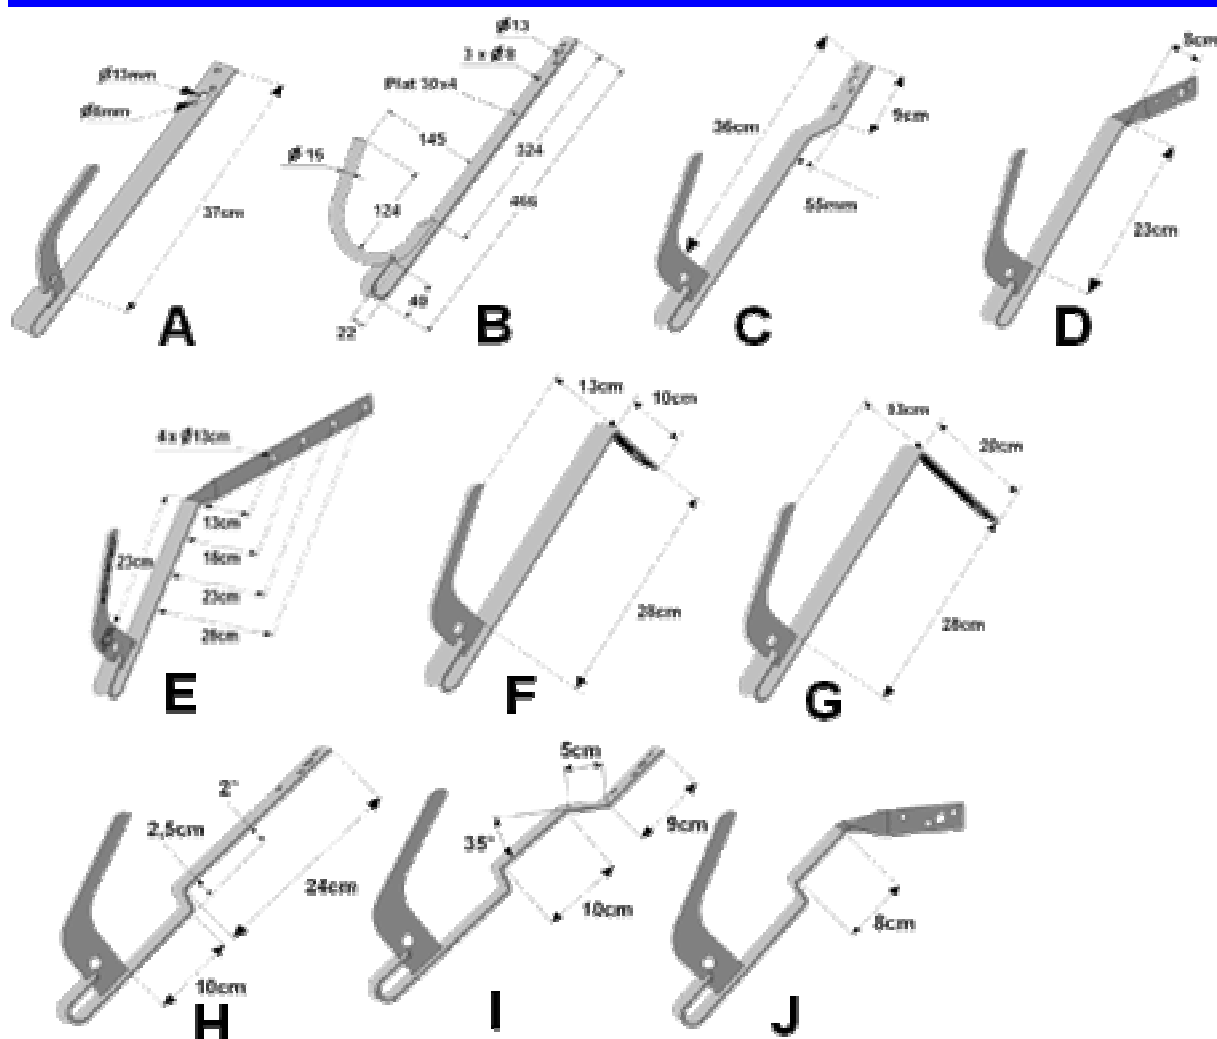 Ø13mm
Ø8mm
37cm
A
Ø13
3 x Ø8
Plat 30x4
145
324
Ø 16
466
124
40
22
B
36cm
9cm
55mm
C
8cm
23cm
D
4 x Ø13cm
13cm
23cm
18cm
23cm
28cm
E
13cm
10cm
28cm
F
13cm
20cm
28cm
G
2"
2,5cm
24cm
10cm
H
5cm
35°
9cm
10cm
I
8cm
J